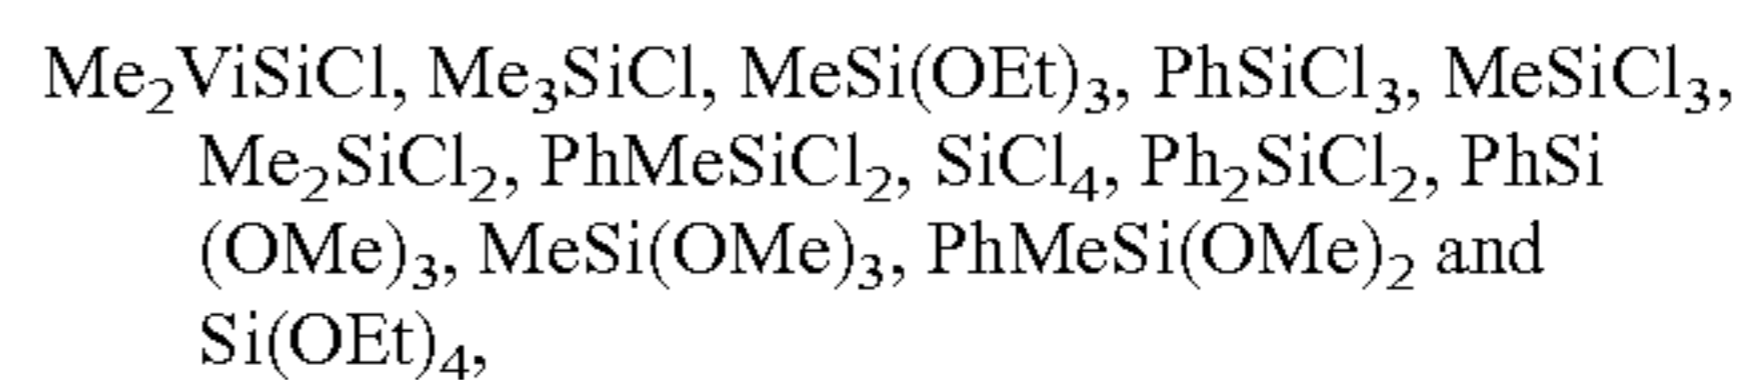 Me₂ViSiCl, Me₃SiCl, MeSi(OEt)₃, PhSiCl₃, MeSiCl₃,
Me₂SiCl₂, PhMeSiCl₂, SiCl₄, Ph₂SiCl₂, PhSi
(OMe)₃, MeSi(OMe)₃, PhMeSi(OMe)₂ and
Si(OEt)₄,